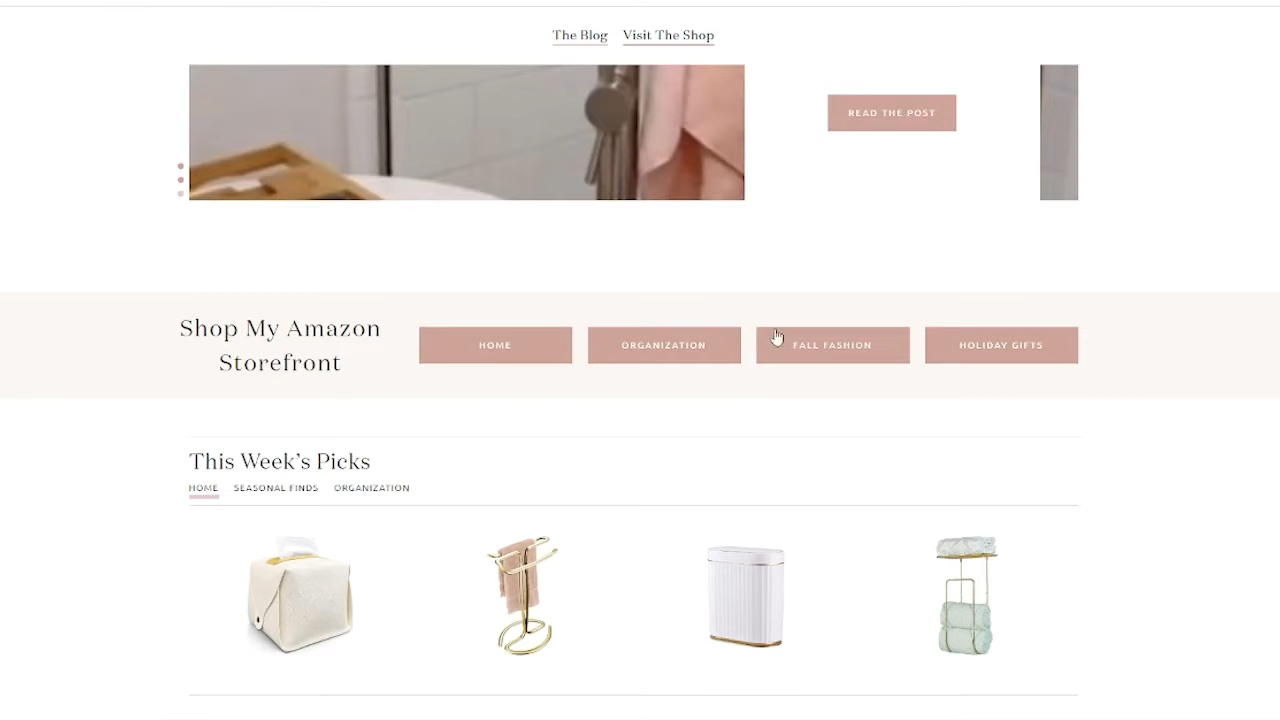 The Blog Visit The Shop
READ THE POST
Shop My Amazon
Storefront
HOME ORGANIZATION FALL FASHION HOLIDAY GIFTS
This Week's Picks
HOME SEASONAL FINDS ORGANIZATION